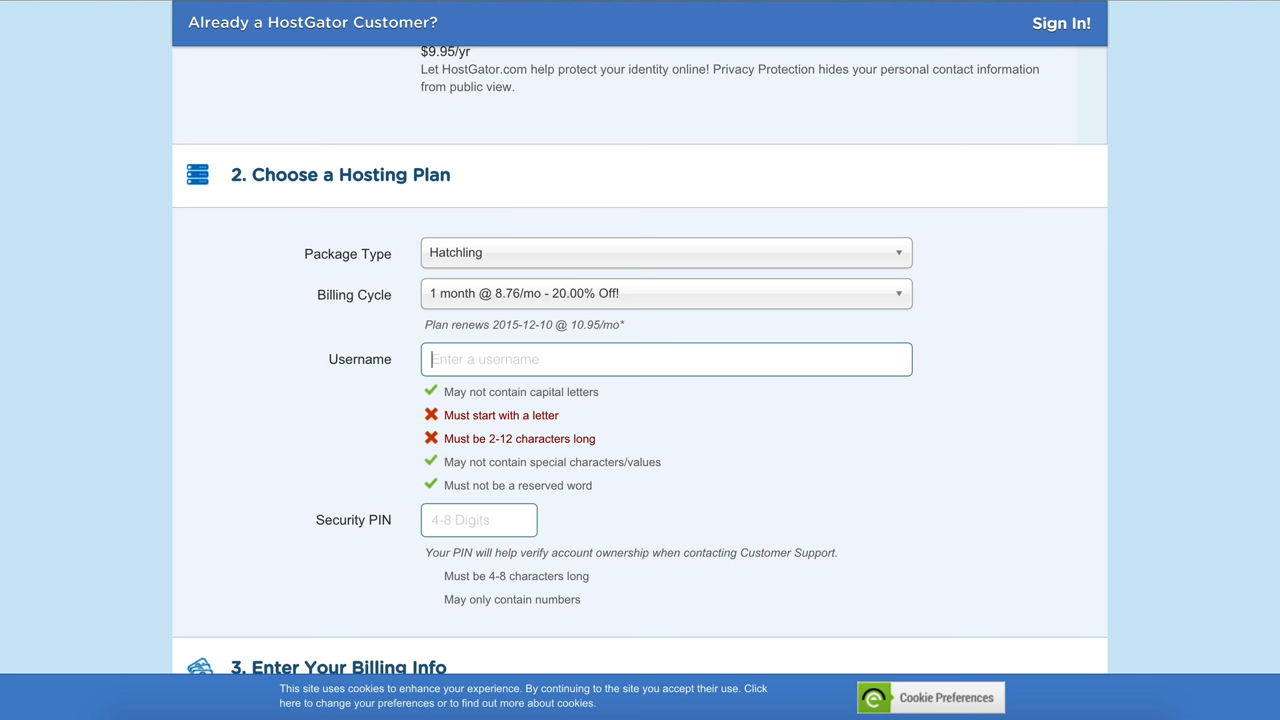 Already a HostGator Customer?
Sign In!
$9.95/yr
Let HostGator.com help protect your identity online! Privacy Protection hides your personal contact information
from public view.
2. Choose a Hosting Plan
Package Type
Hatchling
Billing Cycle
1 month @ 8.76/mo - 20.00% Off!
Plan renews 2015-12-10 @ 10.95/mo*
Username
Enter a username
May not contain capital letters
Must start with a letter
Must be 2-12 characters long
May not contain special characters/values
Must not be a reserved word
Security PIN
4-8 Digits
Your PIN will help verify account ownership when contacting Customer Support.
Must be 4-8 characters long
May only contain numbers
3. Enter Your Billing Info
This site uses cookies to enhance your experience. By continuing to the site you accept their use. Click
here to change your preferences or to find out more about cookies.
Cookie Preferences